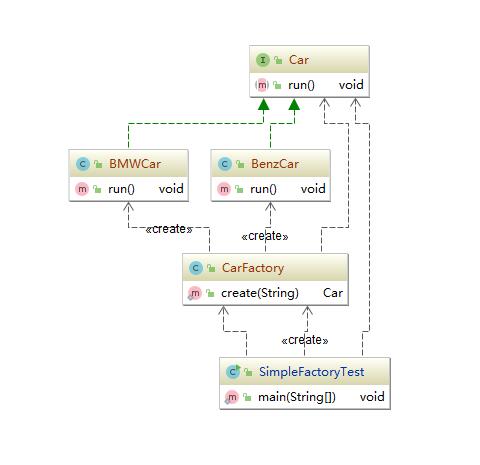 I Car
m run() void
C BMWCar
m run() void
C BenzCar
m run() void
«create»
«create»
C CarFactory
m create(String) Car
«create»
C SimpleFactoryTest
m main(String[]) void